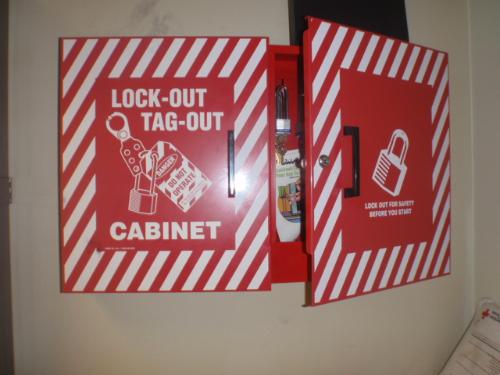 LOCK-OUT
TAG-OUT
DANGER
DO NOT
OPERATE
CABINET
LOCK OUT FOR SAFETY
BEFORE YOU START